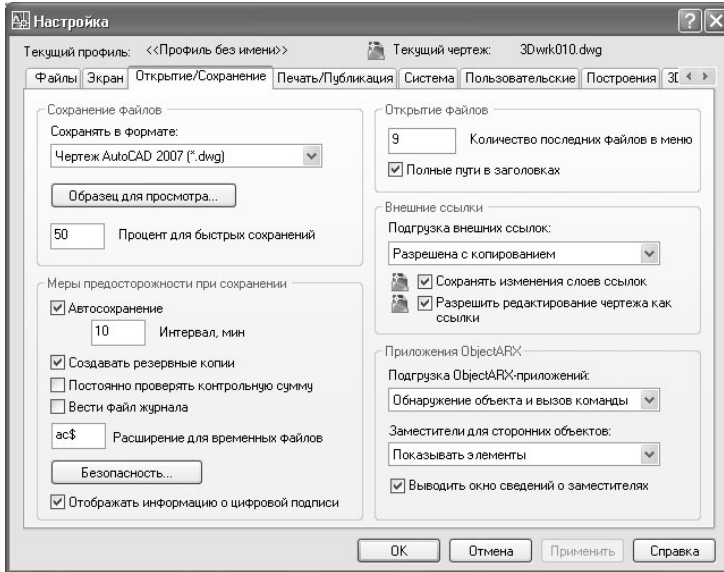 Настройка
Текущий профиль: <<Профиль без имени>> Текущий чертеж: 3Dwrk010.dwg
Файлы Экран Открытие/Сохранение Печать/Публикация Система Пользовательские Построения
Сохранение файлов
Сохранять в формате:
Чертеж AutoCAD 2007 (*.dwg)
Образец для просмотра...
50 Процент для быстрых сохранений
Меры предосторожности при сохранении
Автосохранение
10 Интервал, мин
Создавать резервные копии
Постоянно проверять контрольную сумму
Вести файл журнала
ac$ Расширение для временных файлов
Безопасность...
Отображать информацию о цифровой подписи
Открытие файлов
9 Количество последних файлов в меню
Полные пути в заголовках
Внешние ссылки
Подгрузка внешних ссылок:
Разрешена с копированием
Сохранять изменения слоев ссылок
Разрешить редактирование чертежа как
ссылки
Приложения ObjectARX
Подгрузка ObjectARX-приложений:
Обнаружение объекта и вызов команды
Заместители для сторонних объектов:
Показывать элементы
Выводить окно сведений о заместителях
OK Отмена Применить Справка